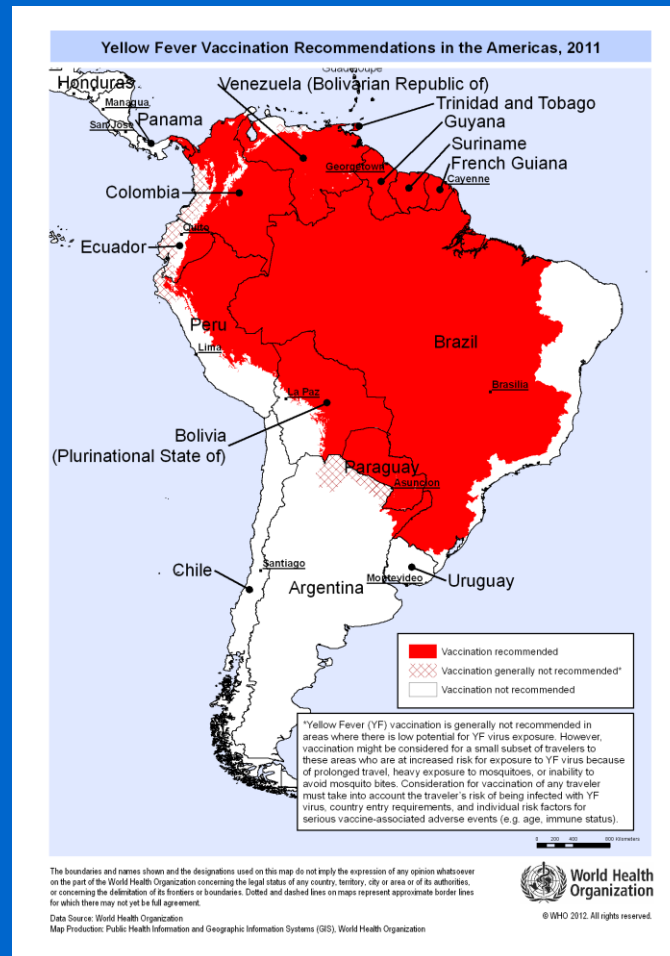 Yellow Fever Vaccination Recommendations in the Americas, 2011
Honduras
Venezuela (Bolivarian Republic of)
Managua
Trinidad and Tobago
Panama
Guyana
San José
Suriname
Georgetown
French Guiana
Cayenne
Colombia
Quito
Ecuador
Peru
Brazil
Lima
Brasilia
La Paz
Bolivia
(Plurinational State of)
Paraguay
Asuncion
Chile
Santiago
Argentina
Montevideo
Uruguay
Vaccination recommended
Vaccination generally not recommended*
Vaccination not recommended
*Yellow Fever (YF) vaccination is generally not recommended in
areas where there is low potential for YF virus exposure. However,
vaccination might be considered for a small subset of travelers to
these areas who are at increased risk for exposure to YF virus because
of prolonged travel, heavy exposure to mosquitoes, or inability to
avoid mosquito bites. Consideration for vaccination of any traveler
must take into account the traveler's risk of being infected with YF
virus, country entry requirements, and individual risk factors for
serious vaccine-associated adverse events (e.g. age, immune status).
0 200 400 800 Kilometers
The boundaries and names shown and the designations used on this map do not imply the expression of any opinion whatsoever
on the part of the World Health Organization concerning the legal status of any country, territory, city or area or of its authorities,
or concerning the delimitation of its frontiers or boundaries. Dotted and dashed lines on maps represent approximate border lines
for which there may not yet be full agreement.
Data Source: World Health Organization
Map Production: Public Health Information and Geographic Information Systems (GIS), World Health Organization
World Health
Organization
© WHO 2012. All rights reserved.